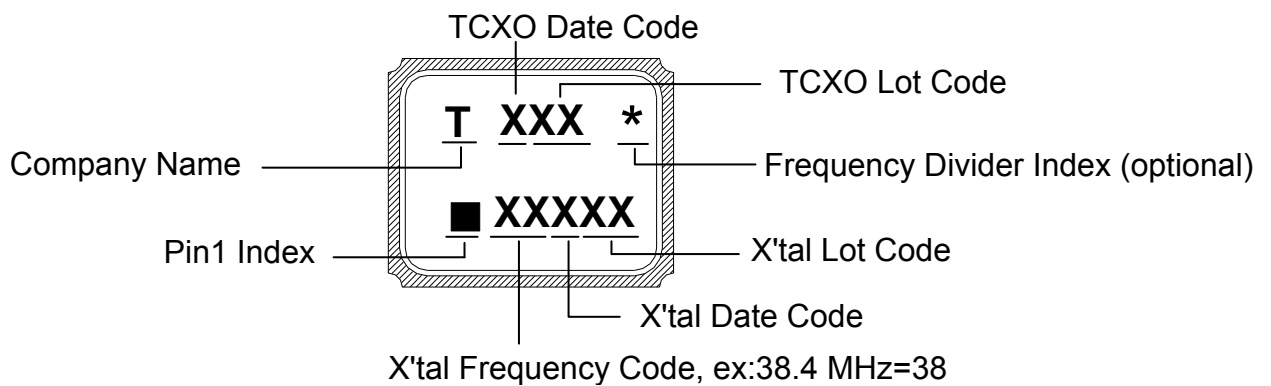 TCXO Date Code
TCXO Lot Code
T XXX *
Company Name
Frequency Divider Index (optional)
■ XXXXX
Pin1 Index
X'tal Lot Code
X'tal Date Code
X'tal Frequency Code, ex:38.4 MHz=38